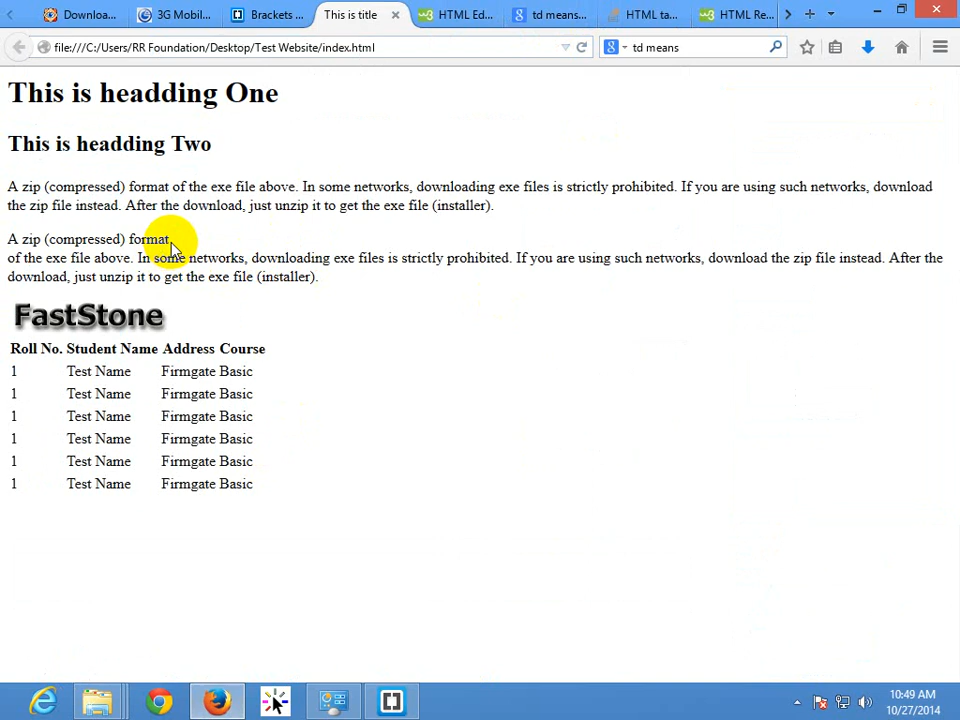 Downloa...
3G Mobil...
Brackets ...
This is title
HTML Ed...
td means...
HTML ta...
HTML Re...
file:///C:/Users/RR Foundation/Desktop/Test Website/index.html
td means
This is headding One
This is headding Two
A zip (compressed) format of the exe file above. In some networks, downloading exe files is strictly prohibited. If you are using such networks, download
the zip file instead. After the download, just unzip it to get the exe file (installer).
A zip (compressed) format
of the exe file above. In some networks, downloading exe files is strictly prohibited. If you are using such networks, download the zip file instead. After the
download, just unzip it to get the exe file (installer).
FastStone
Roll No. Student Name Address Course
1 Test Name Firmgate Basic
1 Test Name Firmgate Basic
1 Test Name Firmgate Basic
1 Test Name Firmgate Basic
1 Test Name Firmgate Basic
1 Test Name Firmgate Basic
10:49 AM
10/27/2014